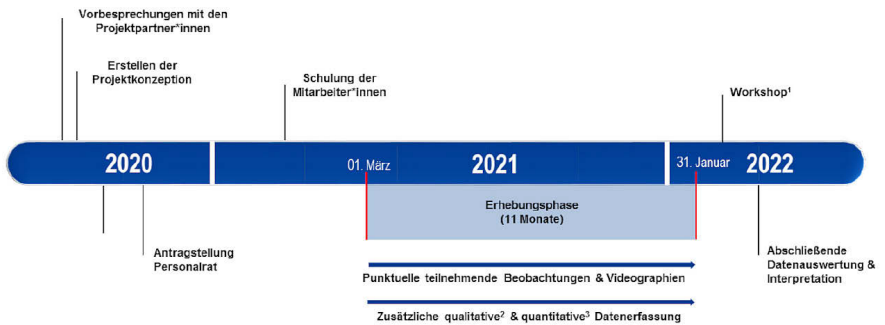 Vorbesprechungen mit den
Projektpartner*innen
Erstellen der
Projektkonzeption
Schulung der
Mitarbeiter*innen
Workshop¹
2020
01. März
2021
31. Januar
2022
Erhebungsphase
(11 Monate)
Antragstellung
Personalrat
Abschließende
Datenauswertung &
Interpretation
Punktuelle teilnehmende Beobachtungen & Videographien
Zusätzliche qualitative² & quantitative³ Datenerfassung